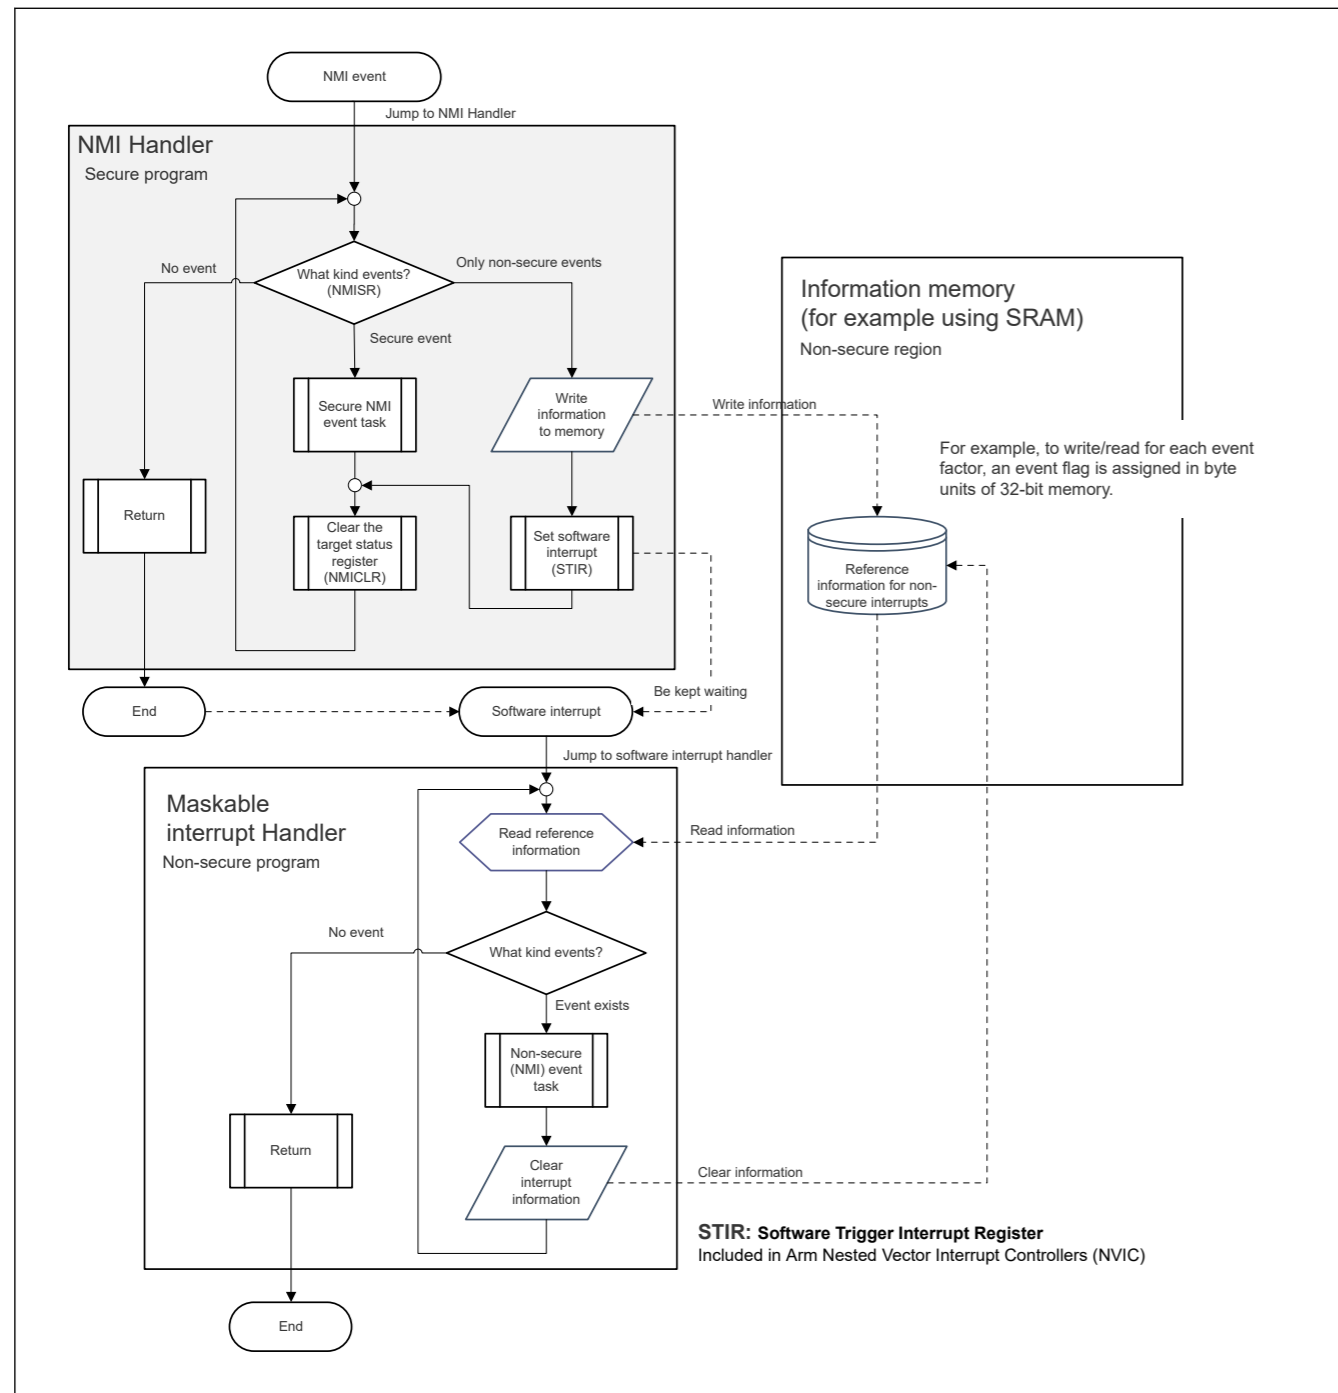 NMI event
Jump to NMI Handler
NMI Handler
Secure program
No event
What kind events?
(NMISR)
Only non-secure events
Secure event
Secure NMI
event task
Write
information
to memory
Write information
Return
Clear the
target status
register
(NMICLR)
Set software
interrupt
(STIR)
Information memory
(for example using SRAM)
Non-secure region
For example, to write/read for each event
factor, an event flag is assigned in byte
units of 32-bit memory.
Reference
information for non-
secure interrupts
End
Software interrupt
Be kept waiting
Jump to software interrupt handler
Maskable
interrupt Handler
Non-secure program
Read reference
information
Read information
No event
What kind events?
Event exists
Non-secure
(NMI) event
task
Return
Clear
interrupt
information
Clear information
STIR: Software Trigger Interrupt Register
Included in Arm Nested Vector Interrupt Controllers (NVIC)
End